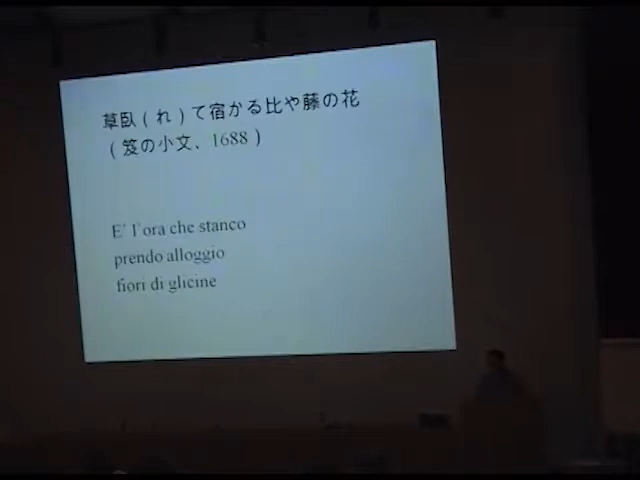 草臥（れ）て宿かる比や藤の花
（笈の小文、1688）
E' l'ora che stanco
prendo alloggio
fiori di glicine